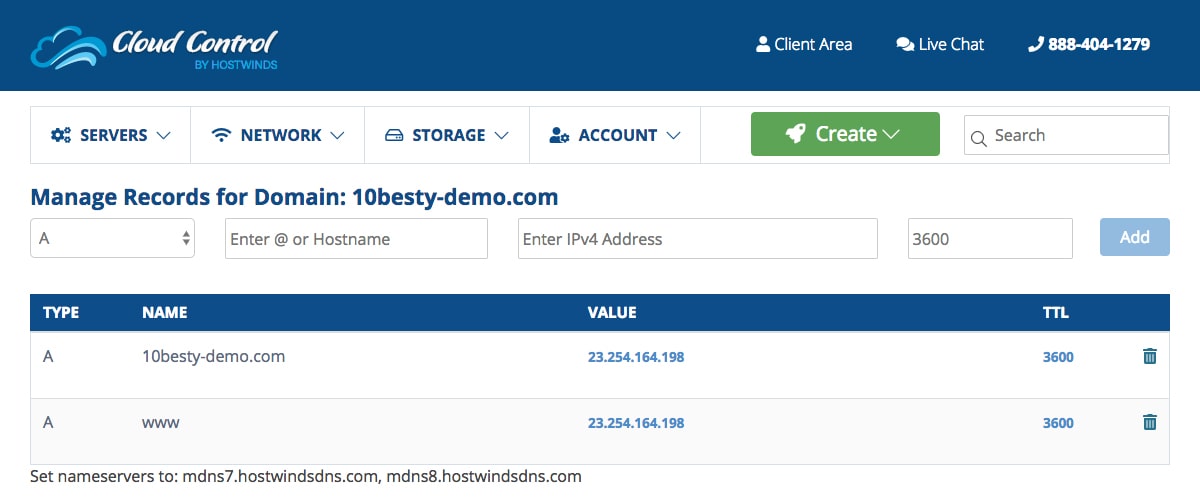 Cloud Control
BY HOSTWINDS
Client Area Live Chat 888-404-1279
SERVERS NETWORK STORAGE ACCOUNT Create Search
Manage Records for Domain: 10besty-demo.com
A Enter @ or Hostname Enter IPv4 Address 3600 Add
TYPE NAME VALUE TTL
A 10besty-demo.com 23.254.164.198 3600
A www 23.254.164.198 3600
Set nameservers to: mdns7.hostwindsdns.com, mdns8.hostwindsdns.com